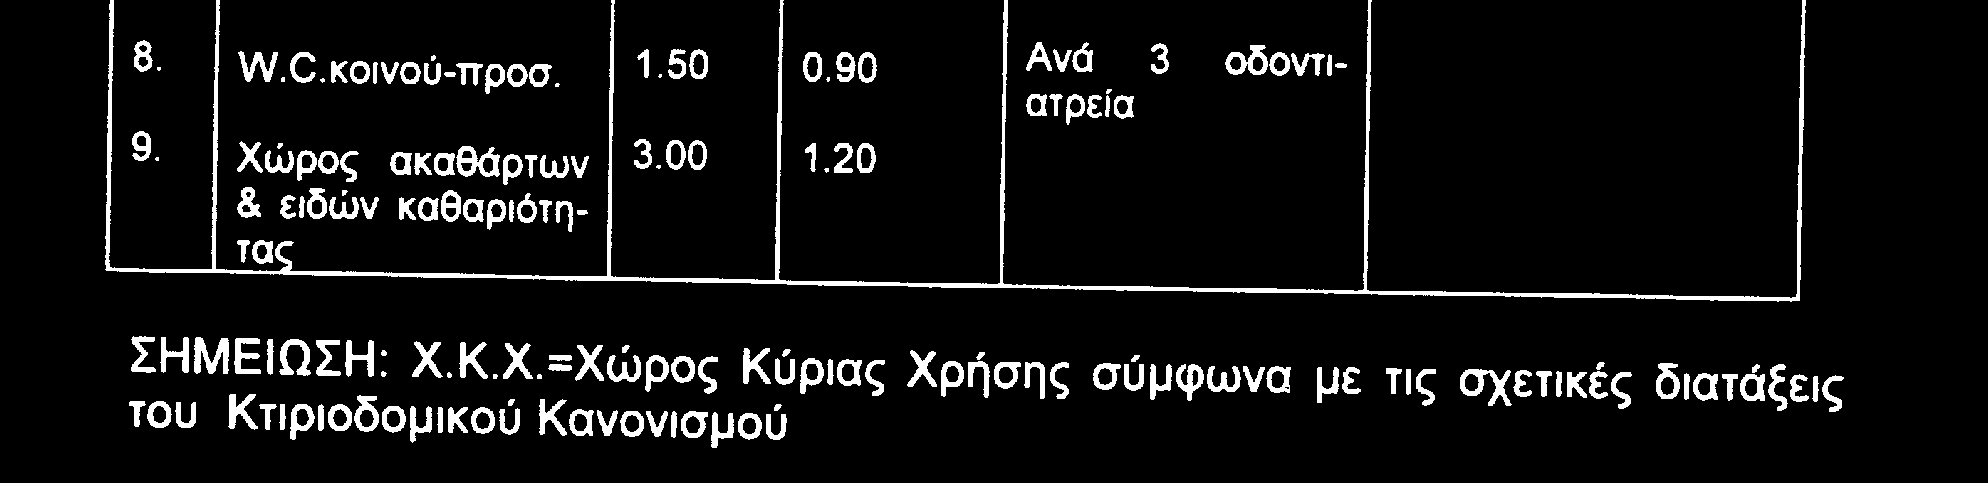 8. W.C.κοινού-προσ. 1.50 0.90 Ανά 3 οδοντι-
ατρεία
9. Χώρος ακαθάρτων 3.00 1.20
& ειδών καθαριότη-
τας
ΣΗΜΕΙΩΣΗ: Χ.Κ.Χ.=Χώρος Κύριας Χρήσης σύμφωνα με τις σχετικές διατάξεις
του Κτιριοδομικού Κανονισμού